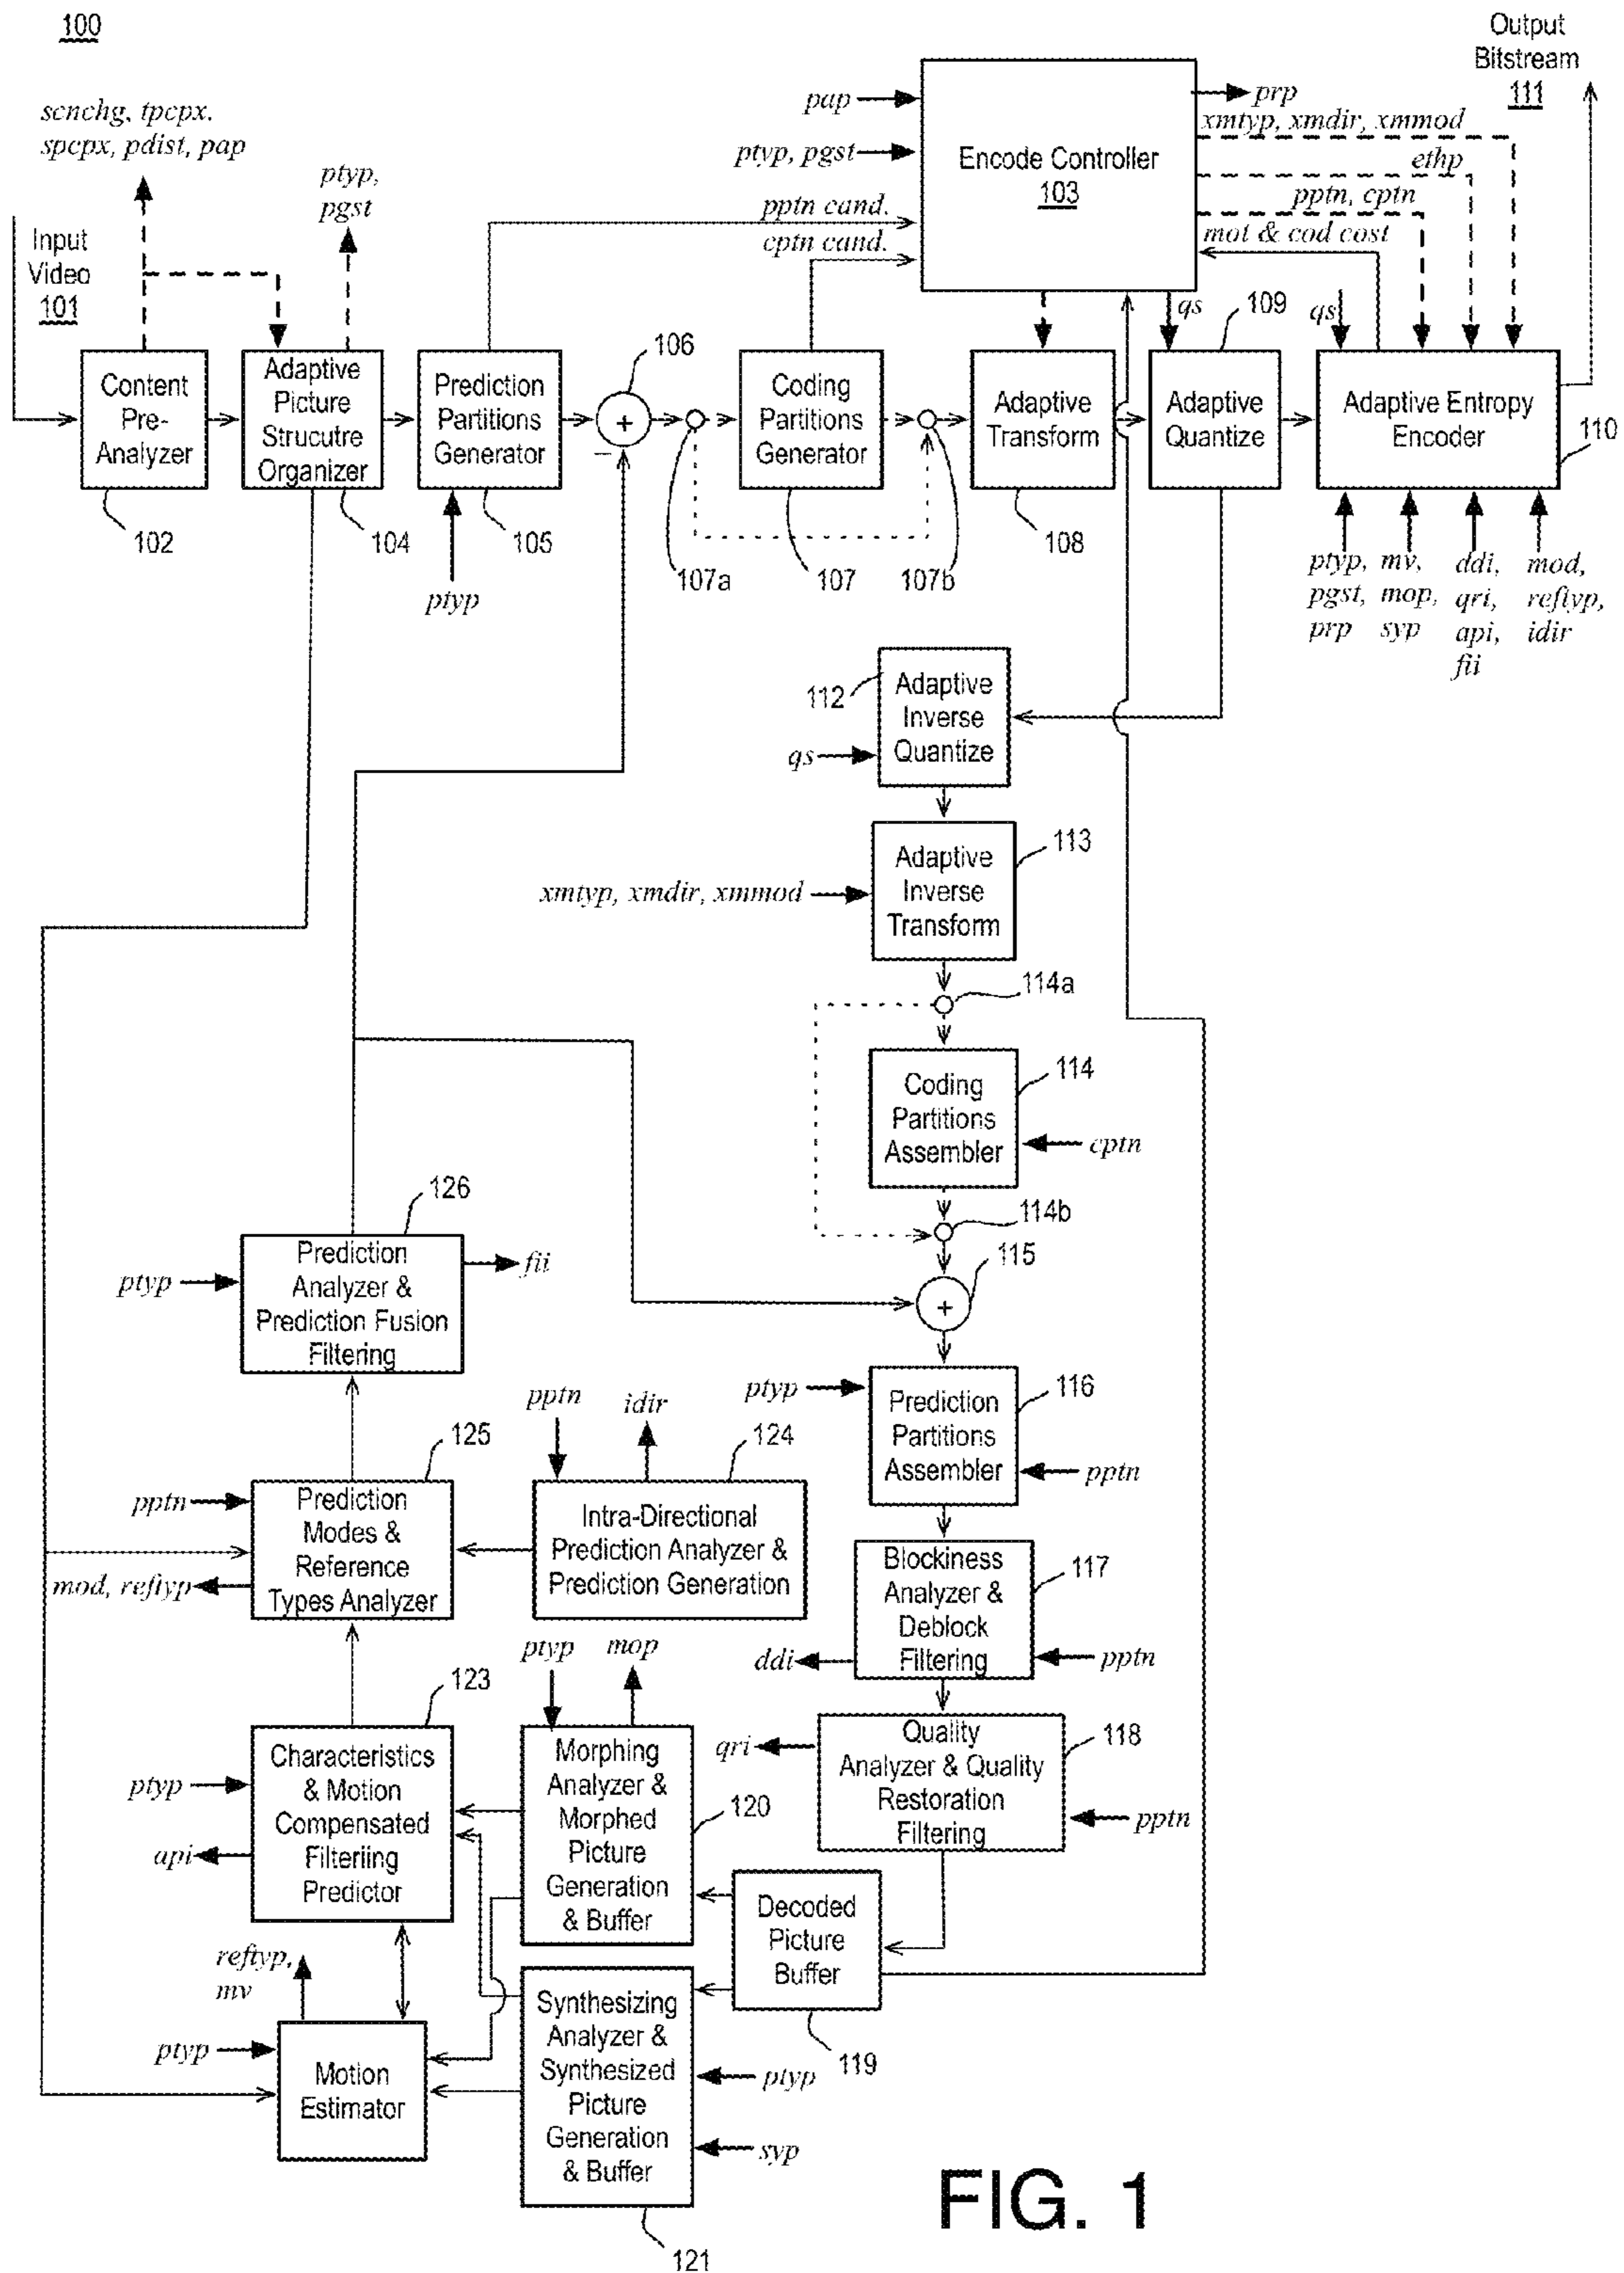 100
Output
Bitstream
111
scnchg, tpcpx.
spcpx, pdist, pap
ptyp,
pgst
Input
Video
101
pap
ptyp, pgst
pptn cand.
cptn cand.
Encode Controller
103
prp
xmtyp, xmdir, xmmod
ethp
pptn, cptn
mot & cod cost
qs
109
qs
106
Content
Pre-
Analyzer
102
Adaptive
Picture
Strucutre
Organizer
104
Prediction
Partitions
Generator
105
ptyp
+
–
107a
Coding
Partitions
Generator
107
107b
Adaptive
Transform
108
Adaptive
Quantize
Adaptive Entropy
Encoder
110
ptyp,
pgst,
prp
mv,
mop,
syp
ddi,
qri,
api,
fii
mod,
reftyp,
idir
112
Adaptive
Inverse
Quantize
qs
113
Adaptive
Inverse
Transform
xmtyp, xmdir, xmmod
114a
114
Coding
Partitions
Assembler
cptn
114b
115
+
126
Prediction
Analyzer &
Prediction Fusion
Filtering
ptyp
fii
116
ptyp
Prediction
Partitions
Assembler
pptn
125
pptn
Prediction
Modes &
Reference
Types Analyzer
mod, reftyp
pptn
idir
124
Intra-Directional
Prediction Analyzer &
Prediction Generation
117
Blockiness
Analyzer &
Deblock
Filtering
ddi
pptn
118
Quality
Analyzer & Quality
Restoration
Filtering
qri
pptn
123
Characteristics
& Motion
Compensated
Filteriing
Predictor
ptyp
api
ptyp
mop
120
Morphing
Analyzer &
Morphed
Picture
Generation
& Buffer
Decoded
Picture
Buffer
119
reftyp,
mv
ptyp
Motion
Estimator
Synthesizing
Analyzer &
Synthesized
Picture
Generation
& Buffer
ptyp
syp
121
FIG. 1